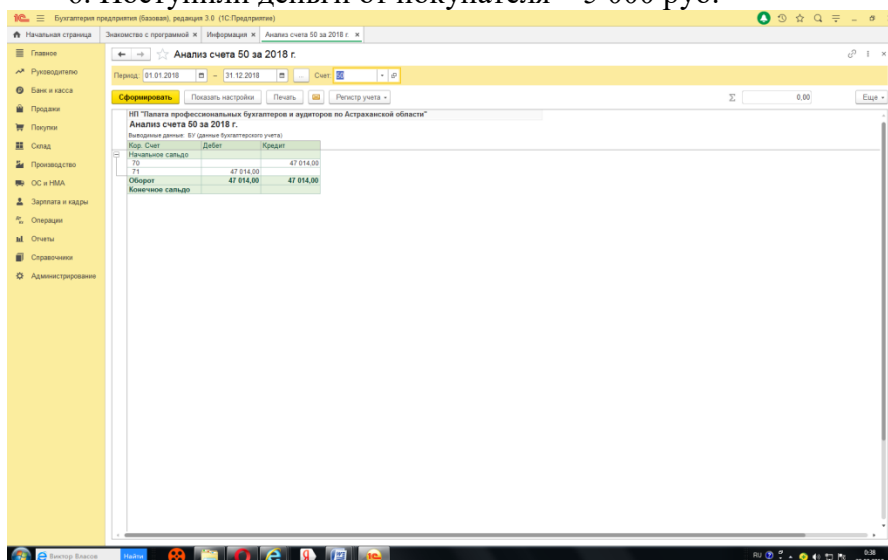 6. Поступили деньги от покупателя – 5 000 руб.
Бухгалтерия предприятия (базовая), редакция 3.0 (1С:Предприятие)
Начальная страница Знакомство с программой × Информация × Анализ счета 50 за 2018 г. ×
Главное
Руководителю
Банк и касса
Продажи
Покупки
Склад
Производство
ОС и НМА
Зарплата и кадры
Операции
Отчеты
Справочники
Администрирование
Анализ счета 50 за 2018 г.
Период: 01.01.2018 – 31.12.2018 ... Счет: 50
Сформировать Показать настройки Печать Регистр учета Σ 0,00 Еще
НП "Палата профессиональных бухгалтеров и аудиторов по Астраханской области"
Анализ счета 50 за 2018 г.
Выводимые данные: БУ (данные бухгалтерского учета)
Кор. Счет Дебет Кредит
Начальное сальдо
70 47 014,00
71 47 014,00
Оборот 47 014,00 47 014,00
Конечное сальдо
Виктор Власов Найти RU 0:38